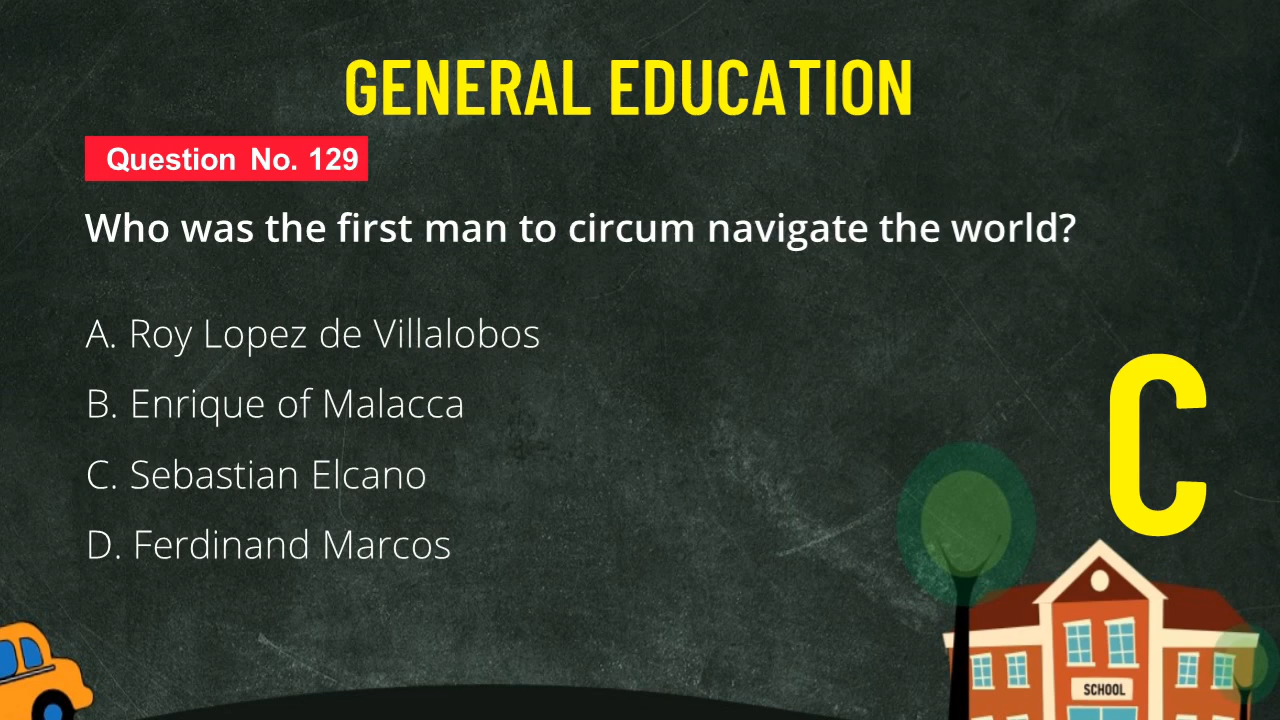 GENERAL EDUCATION
Question No. 129
Who was the first man to circum navigate the world?
A. Roy Lopez de Villalobos
B. Enrique of Malacca
C. Sebastian Elcano
D. Ferdinand Marcos
C
SCHOOL